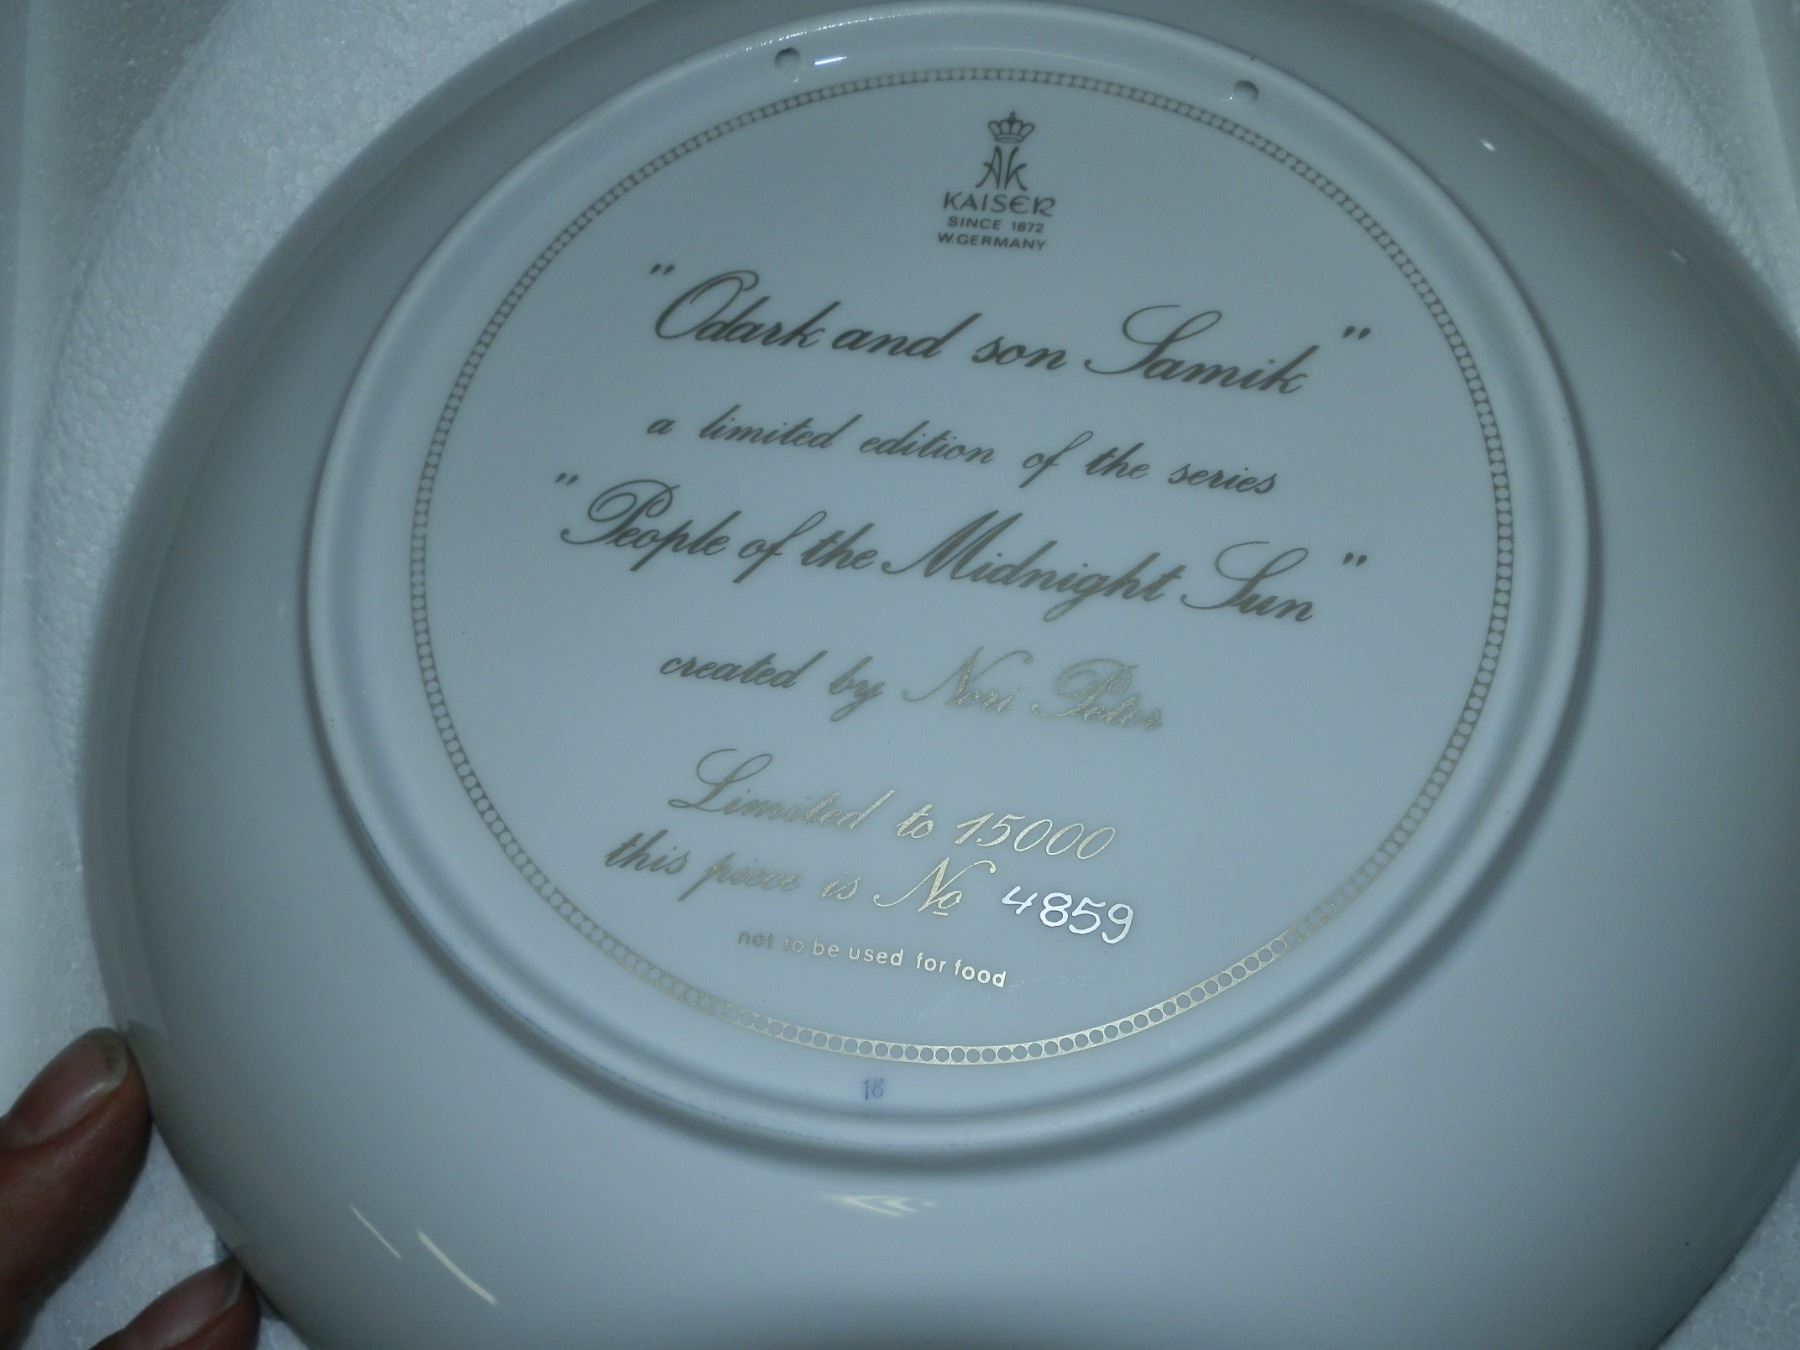 AK
KAISER
SINCE 1872
W.GERMANY
"Odark and son Samik"
a limited edition of the series
"People of the Midnight Sun"
created by Nori Peter
Limited to 15000
this piece is No 4859
not to be used for food
18